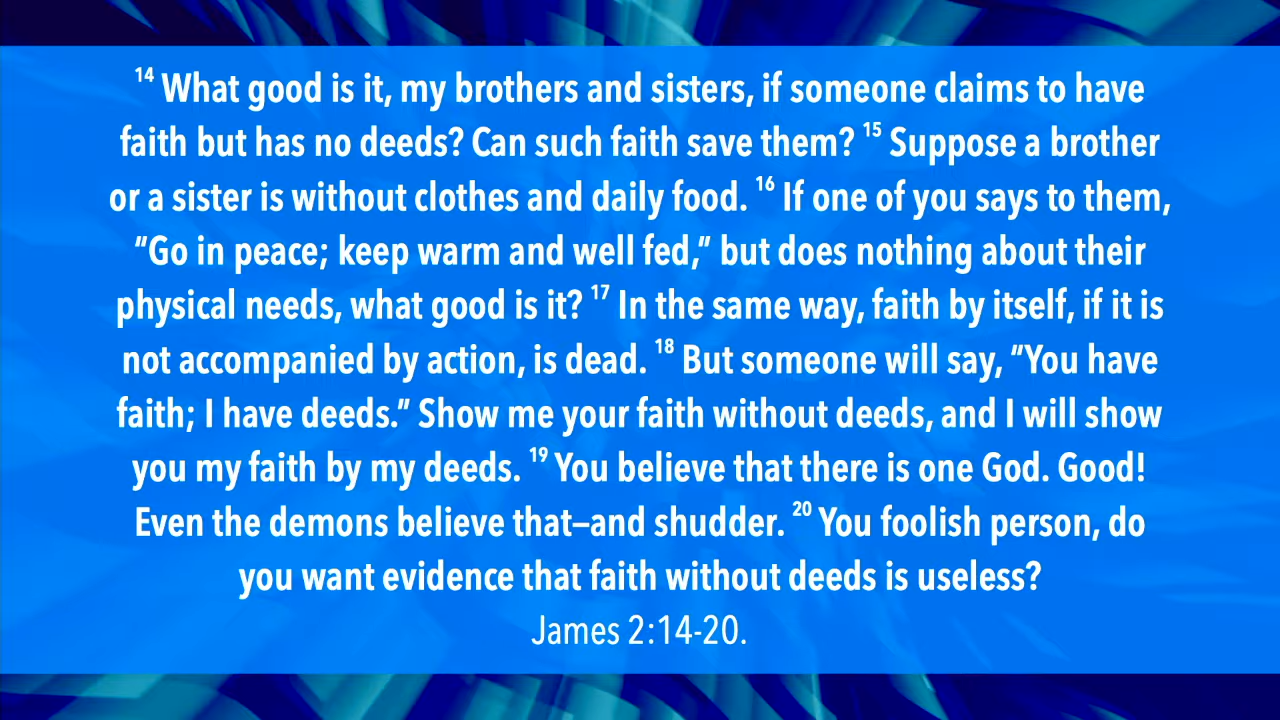 14 What good is it, my brothers and sisters, if someone claims to have
faith but has no deeds? Can such faith save them? 15 Suppose a brother
or a sister is without clothes and daily food. 16 If one of you says to them,
“Go in peace; keep warm and well fed,” but does nothing about their
physical needs, what good is it? 17 In the same way, faith by itself, if it is
not accompanied by action, is dead. 18 But someone will say, “You have
faith; I have deeds.” Show me your faith without deeds, and I will show
you my faith by my deeds. 19 You believe that there is one God. Good!
Even the demons believe that—and shudder. 20 You foolish person, do
you want evidence that faith without deeds is useless?
James 2:14-20.